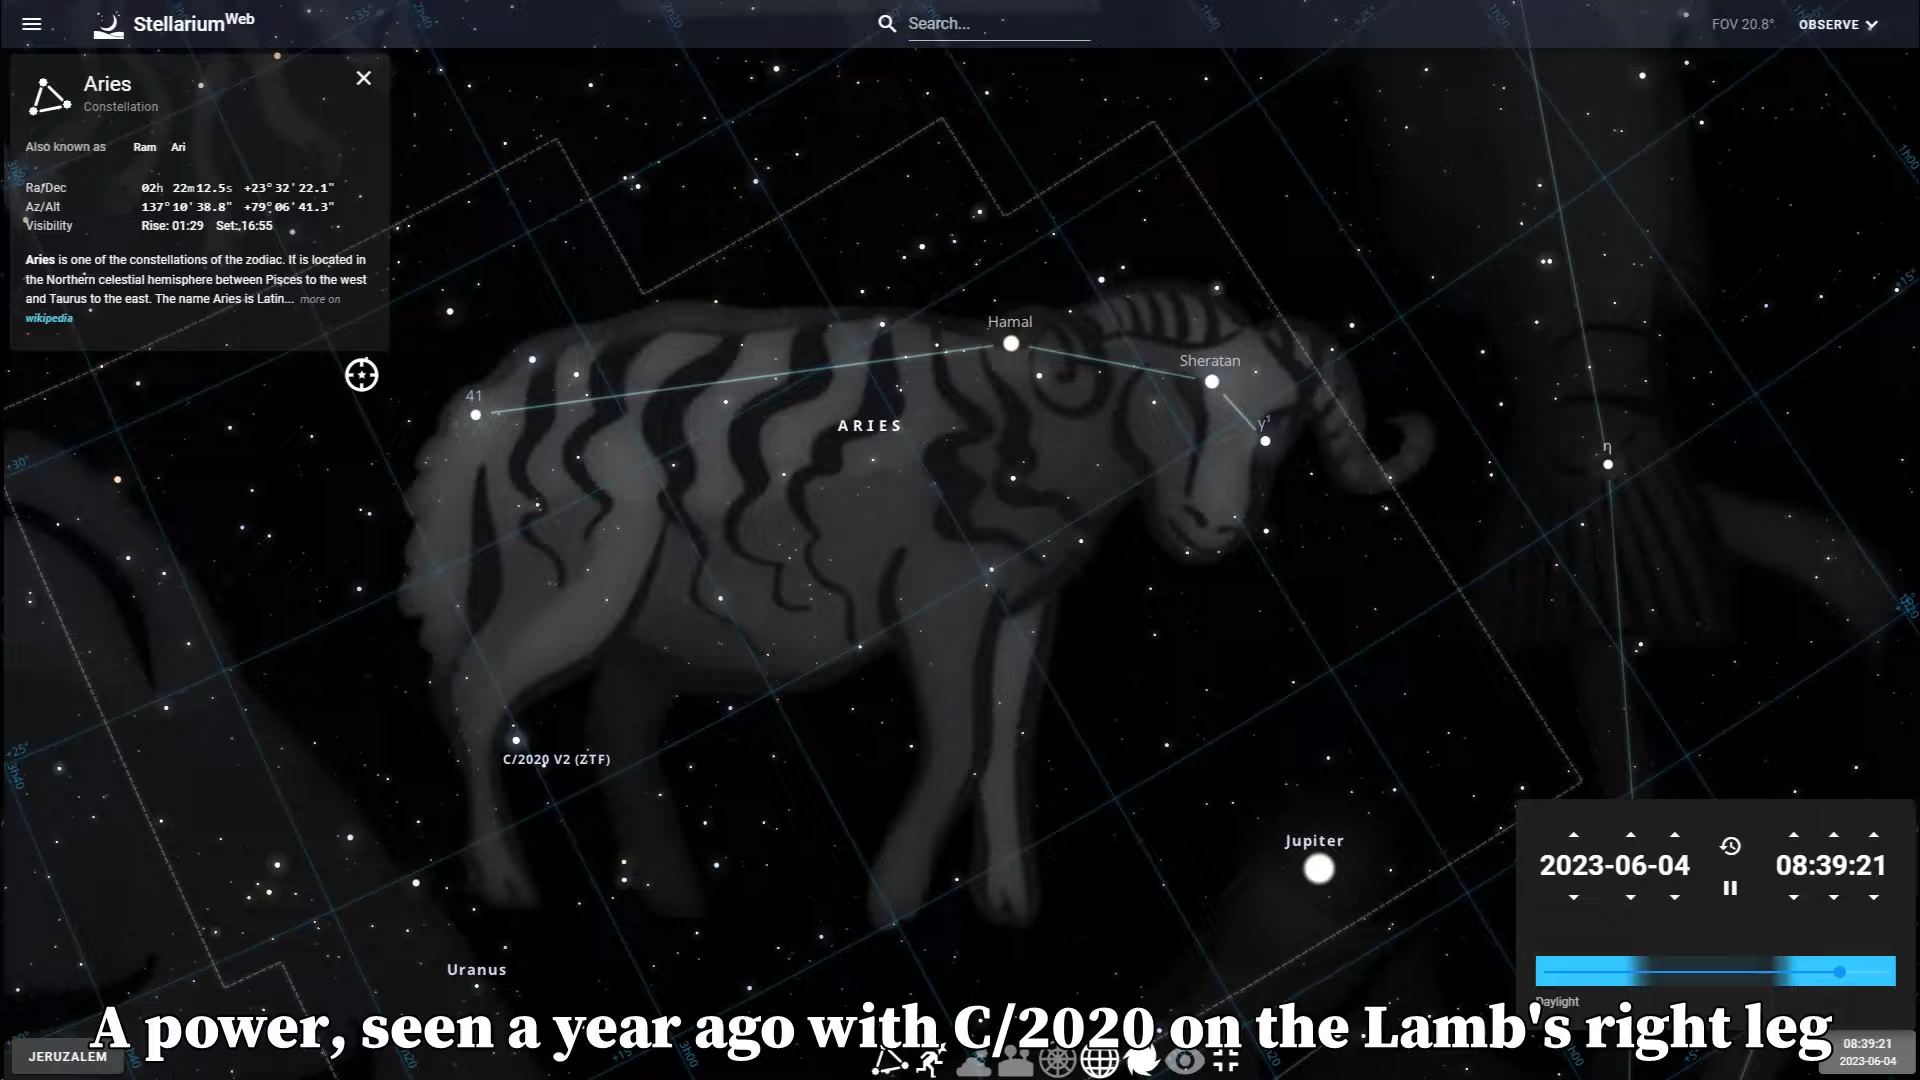 StellariumWeb
Search...
FOV 20.8°
OBSERVE
Aries
Constellation
Also known as Ram Ari
Ra/Dec 02h 22m12.5s +23°32'22.1"
Az/Alt 137°10'38.8" +79°06'41.3"
Visibility Rise: 01:29 Set: 16:55
Aries is one of the constellations of the zodiac. It is located in
the Northern celestial hemisphere between Pisces to the west
and Taurus to the east. The name Aries is Latin... more on
wikipedia
Hamal
Sheratan
41
γ¹
ARIES
η
C/2020 V2 (ZTF)
Jupiter
Uranus
2023-06-04 08:39:21
Daylight
A power, seen a year ago with C/2020 on the Lamb's right leg
JERUZALEM
08:39:21
2023-06-04